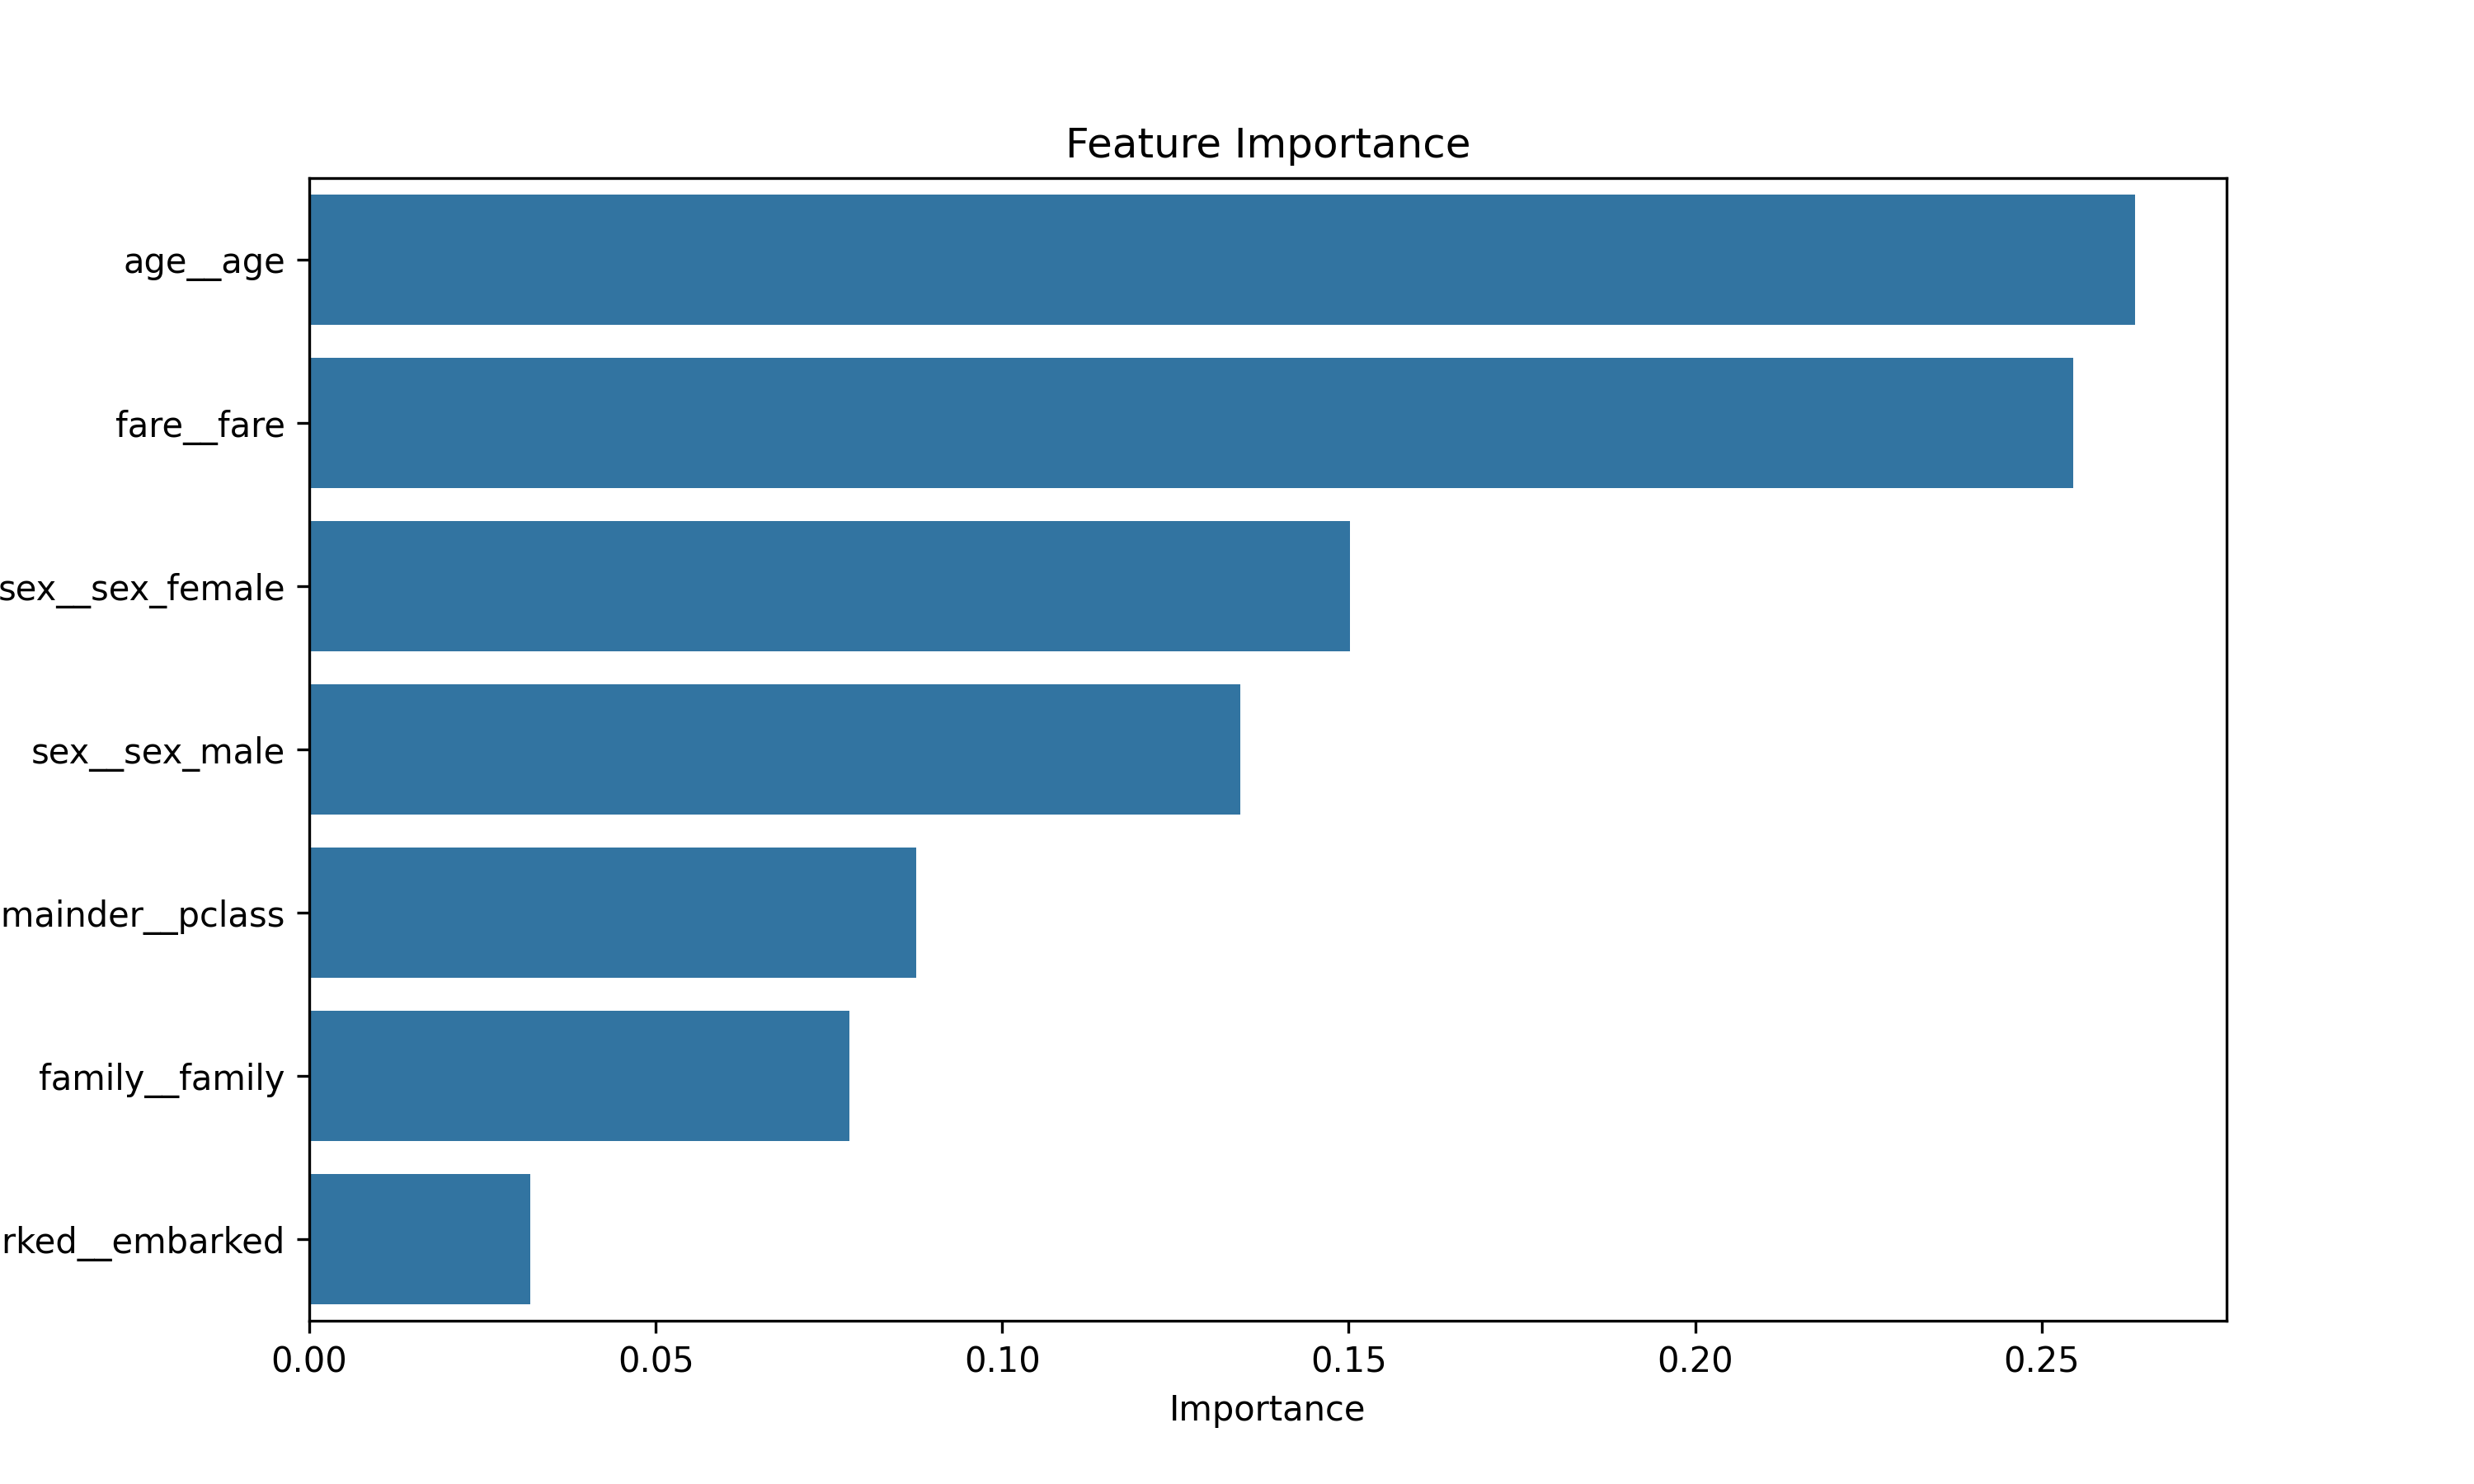 Feature Importance
age__age
fare__fare
sex__sex_female
sex__sex_male
mainder__pclass
family__family
rked__embarked
0.00 0.05 0.10 0.15 0.20 0.25
Importance